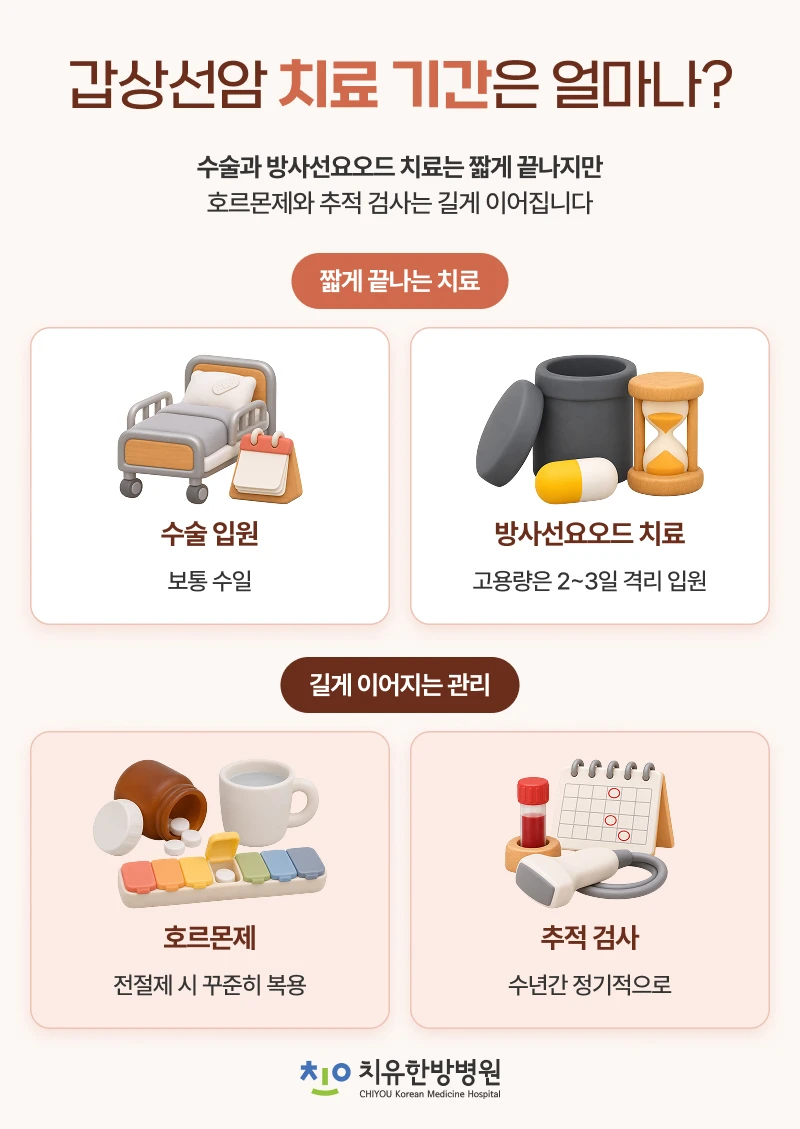 갑상선암 치료 기간은 얼마나?
수술과 방사선요오드 치료는 짧게 끝나지만
호르몬제와 추적 검사는 길게 이어집니다
짧게 끝나는 치료
수술 입원
보통 수일
방사선요오드 치료
고용량은 2~3일 격리 입원
길게 이어지는 관리
호르몬제
전절제 시 꾸준히 복용
추적 검사
수년간 정기적으로
치유한방병원
CHIYOU Korean Medicine Hospital